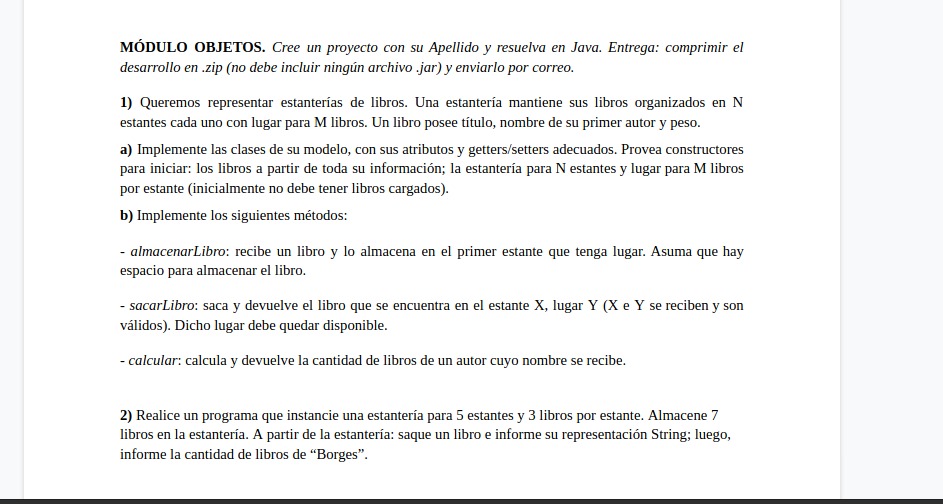 MÓDULO OBJETOS. Cree un proyecto con su Apellido y resuelva en Java. Entrega: comprimir el
desarrollo en .zip (no debe incluir ningún archivo .jar) y enviarlo por correo.
1) Queremos representar estanterías de libros. Una estantería mantiene sus libros organizados en N
estantes cada uno con lugar para M libros. Un libro posee título, nombre de su primer autor y peso.
a) Implemente las clases de su modelo, con sus atributos y getters/setters adecuados. Provea constructores
para iniciar: los libros a partir de toda su información; la estantería para N estantes y lugar para M libros
por estante (inicialmente no debe tener libros cargados).
b) Implemente los siguientes métodos:
- almacenarLibro: recibe un libro y lo almacena en el primer estante que tenga lugar. Asuma que hay
espacio para almacenar el libro.
- sacarLibro: saca y devuelve el libro que se encuentra en el estante X, lugar Y (X e Y se reciben y son
válidos). Dicho lugar debe quedar disponible.
- calcular: calcula y devuelve la cantidad de libros de un autor cuyo nombre se recibe.
2) Realice un programa que instancie una estantería para 5 estantes y 3 libros por estante. Almacene 7
libros en la estantería. A partir de la estantería: saque un libro e informe su representación String; luego,
informe la cantidad de libros de “Borges”.